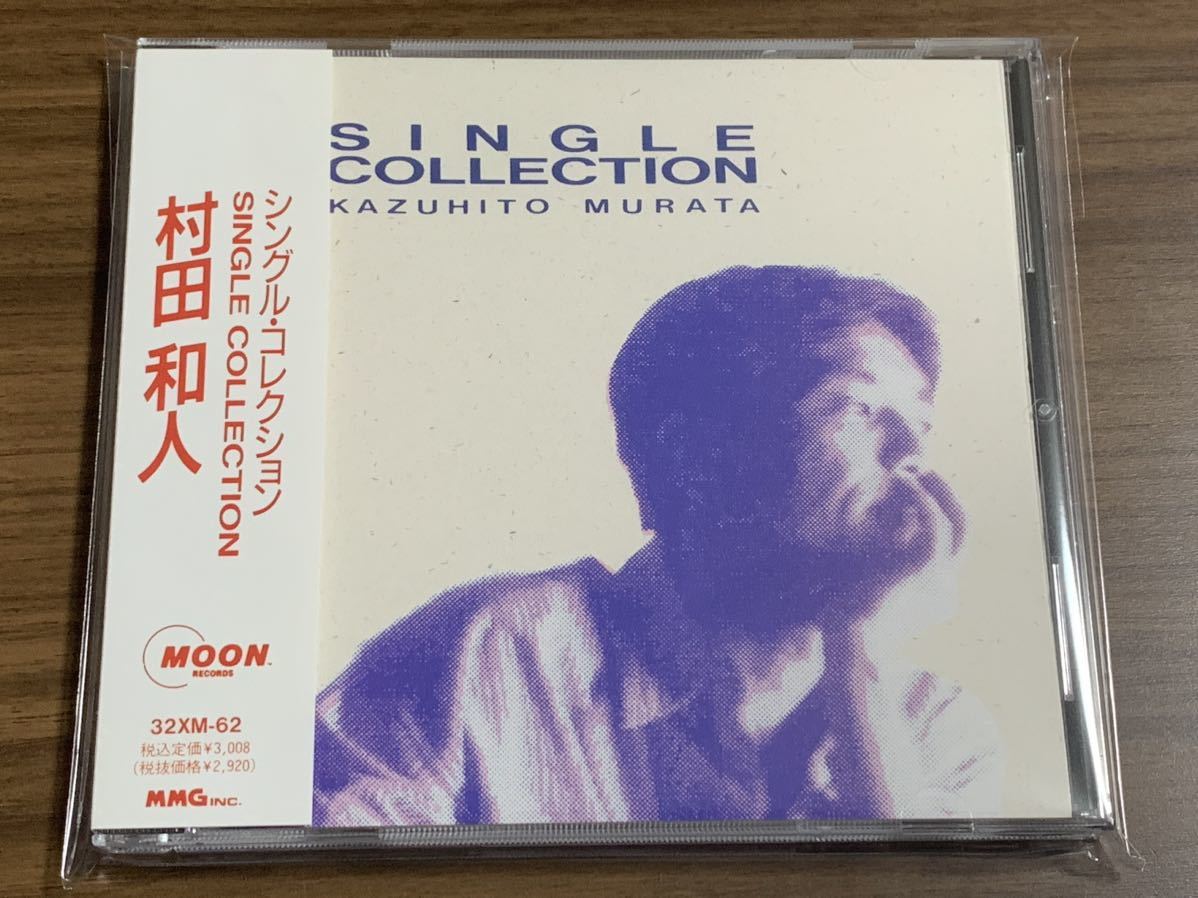 シングル・コレクション
SINGLE COLLECTION
村田 和人
MOON™
RECORDS
32XM-62
税込定価¥3,008
(税抜価格¥2,920)
MMG INC.
SINGLE
COLLECTION
KAZUHITO MURATA